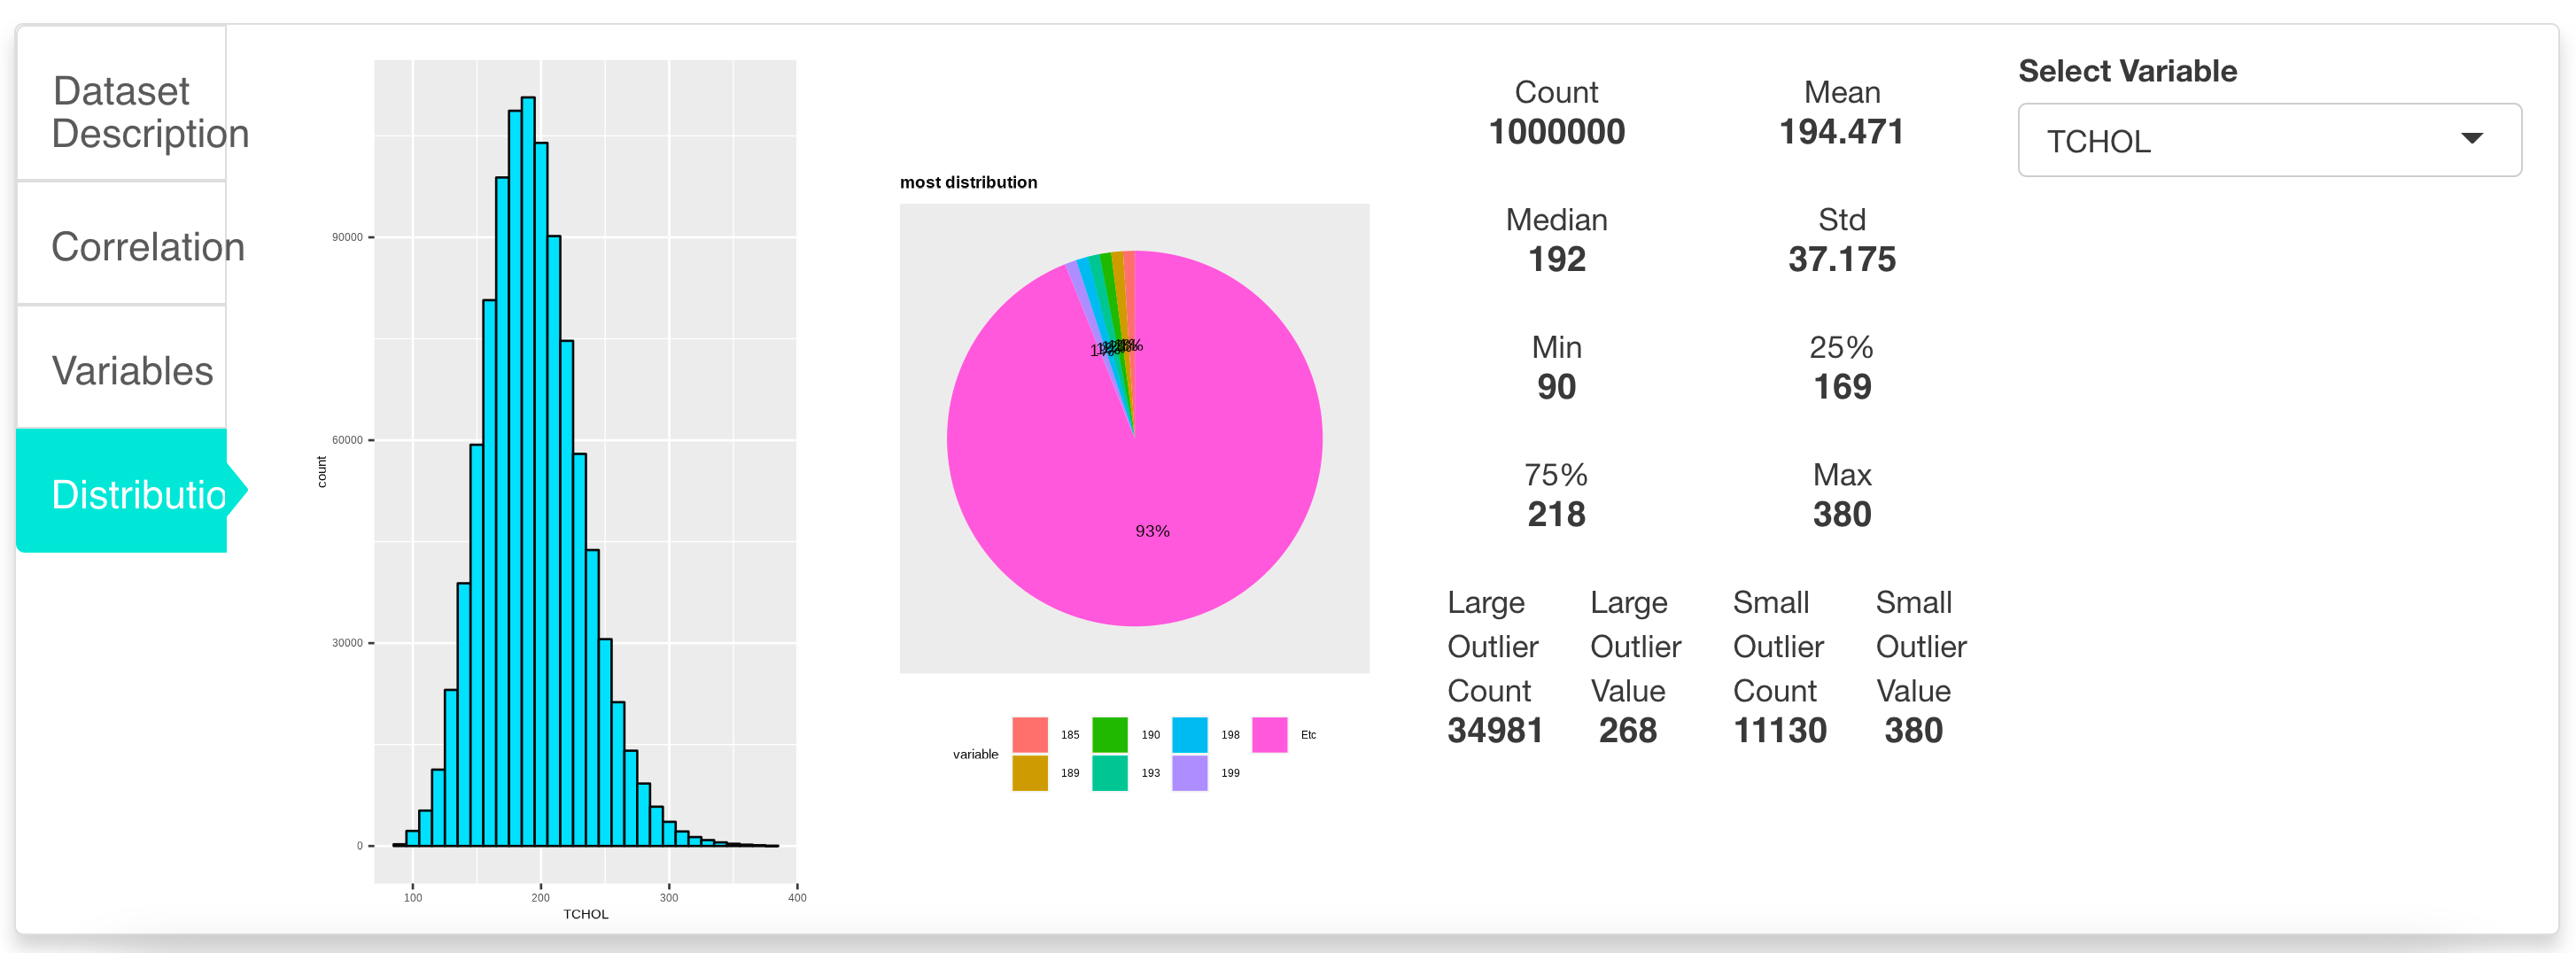 Dataset
Description
Correlation
Variables
Distributio
count
90000
60000
30000
0
100
200
300
400
TCHOL
most distribution
1%
93%
variable
185
190
198
Etc
189
193
199
Count
1000000
Mean
194.471
Median
192
Std
37.175
Min
90
25%
169
75%
218
Max
380
Large
Outlier
Count
34981
Large
Outlier
Value
268
Small
Outlier
Count
11130
Small
Outlier
Value
380
Select Variable
TCHOL